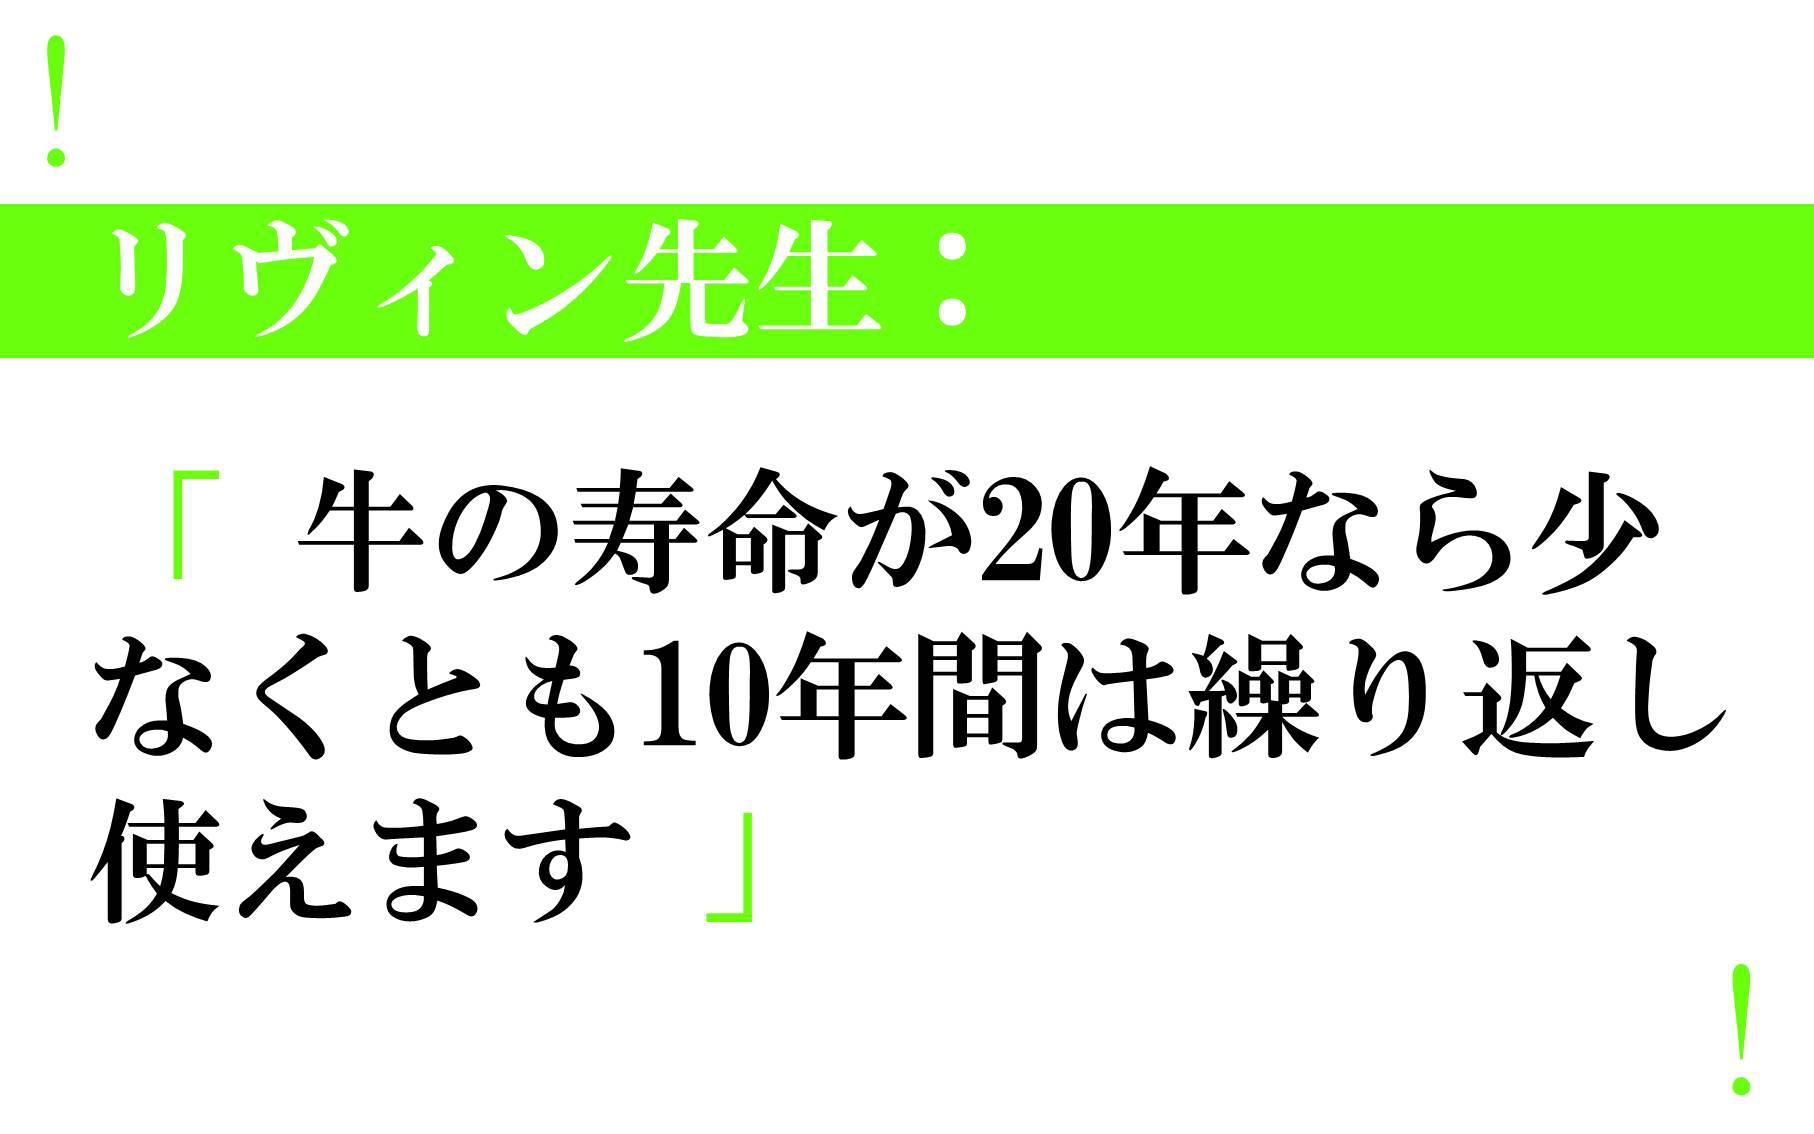 !
リヴィン先生：
「 牛の寿命が20年なら少
なくとも10年間は繰り返し
使えます 」
!